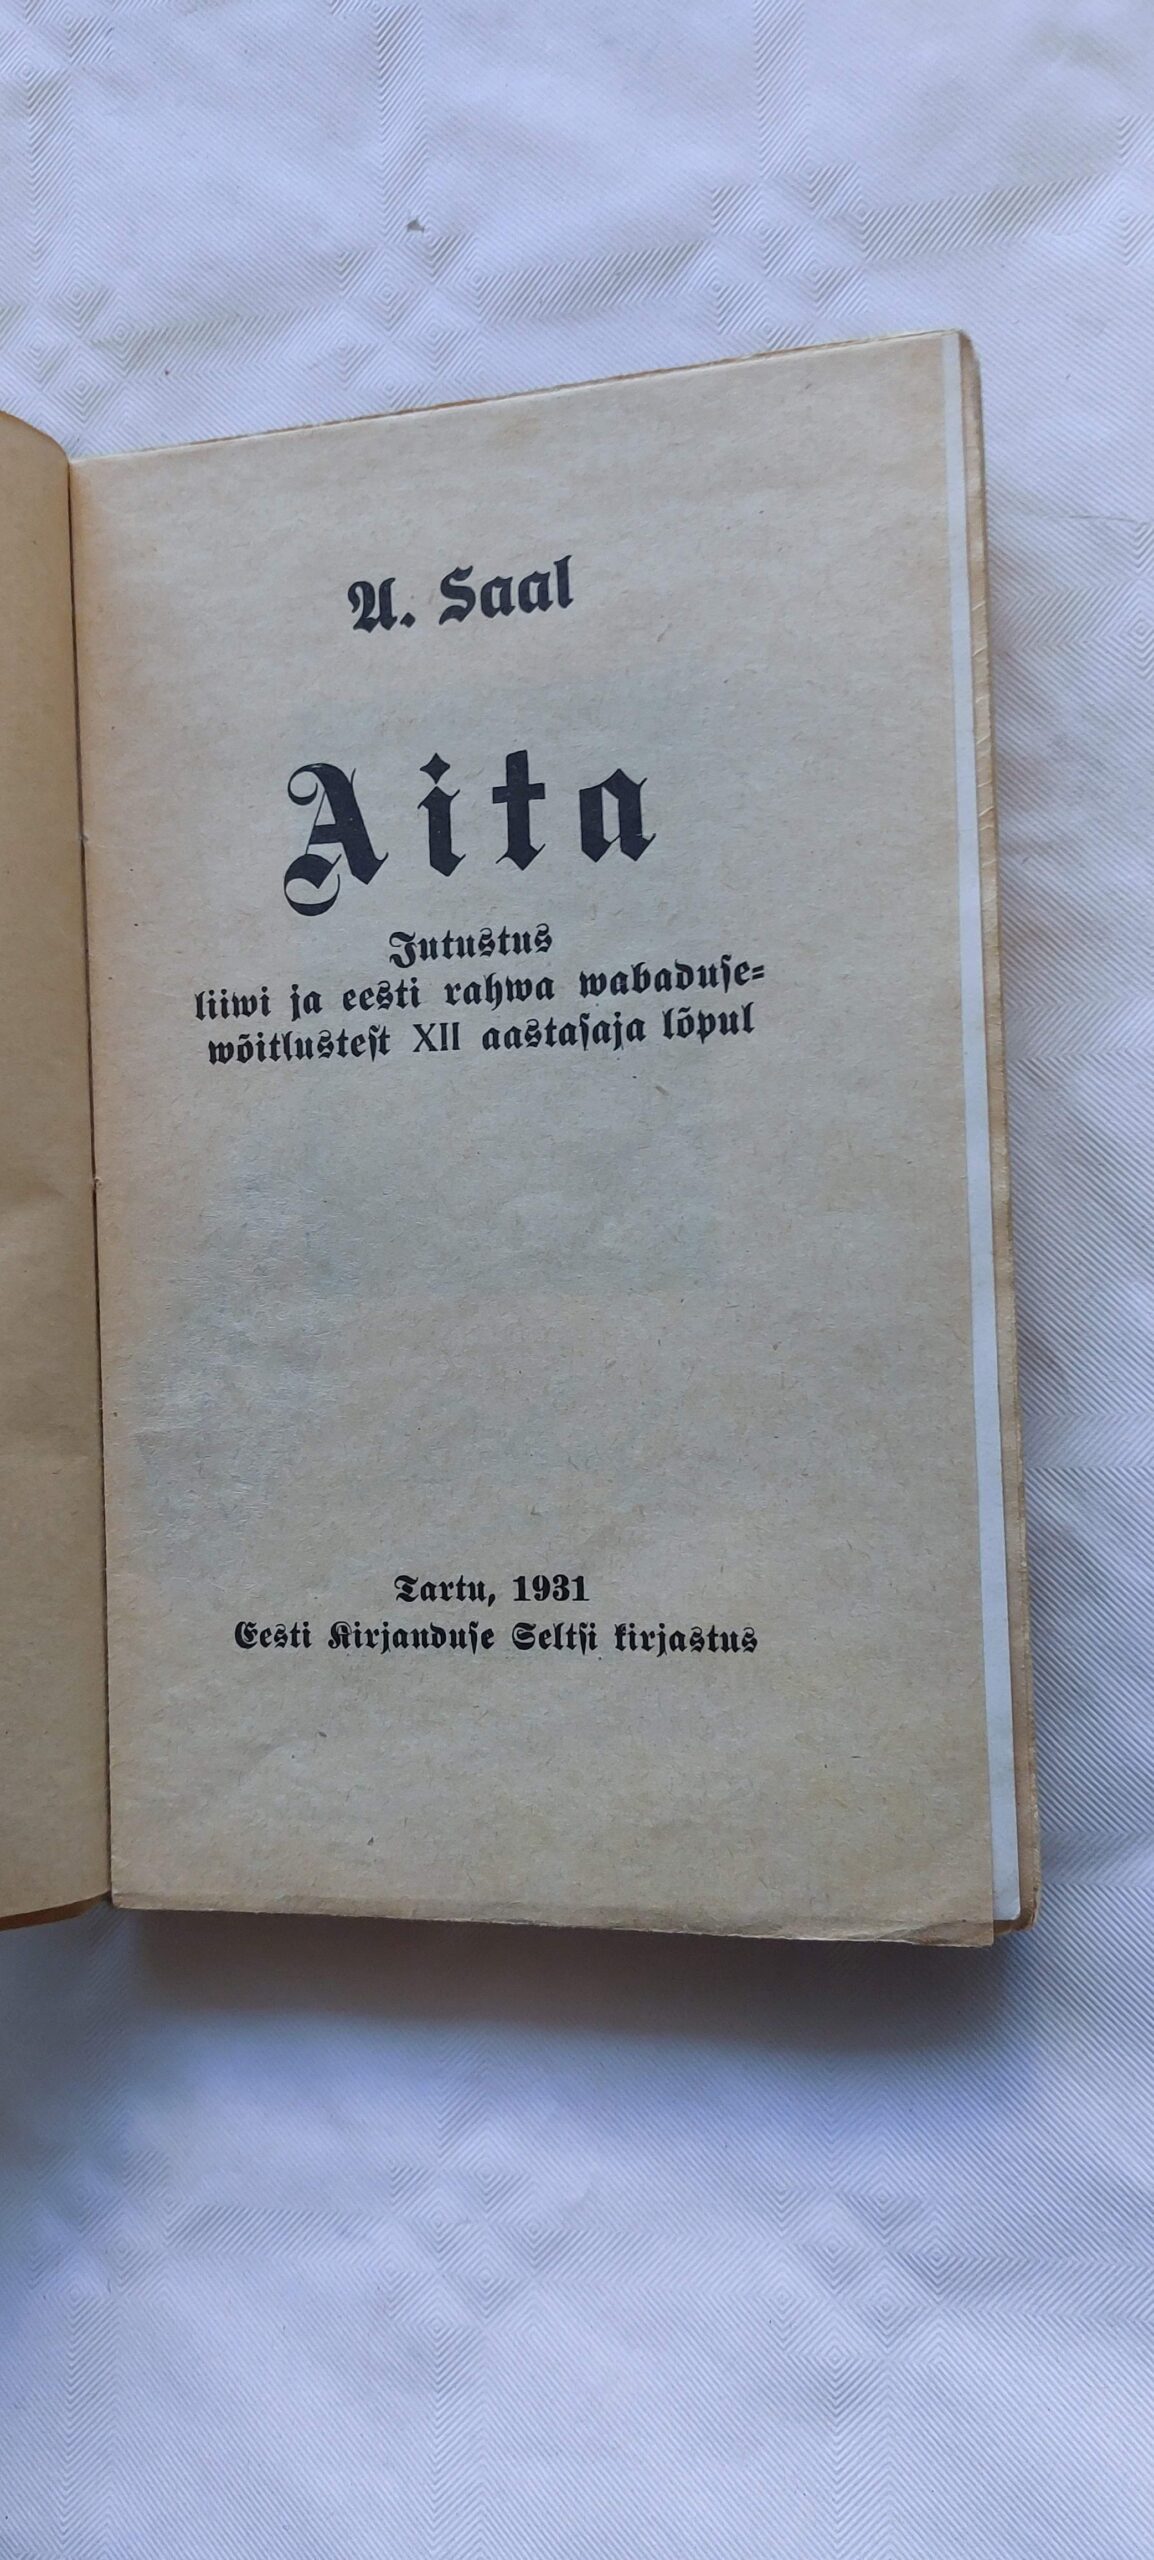 A. Saal
Aita
Jutustus
liiwi ja eesti rahwa wabaduse-
wõitlustest XII aastasaja lõpul
Tartu, 1931
Eesti Kirjanduse Seltsi kirjastus